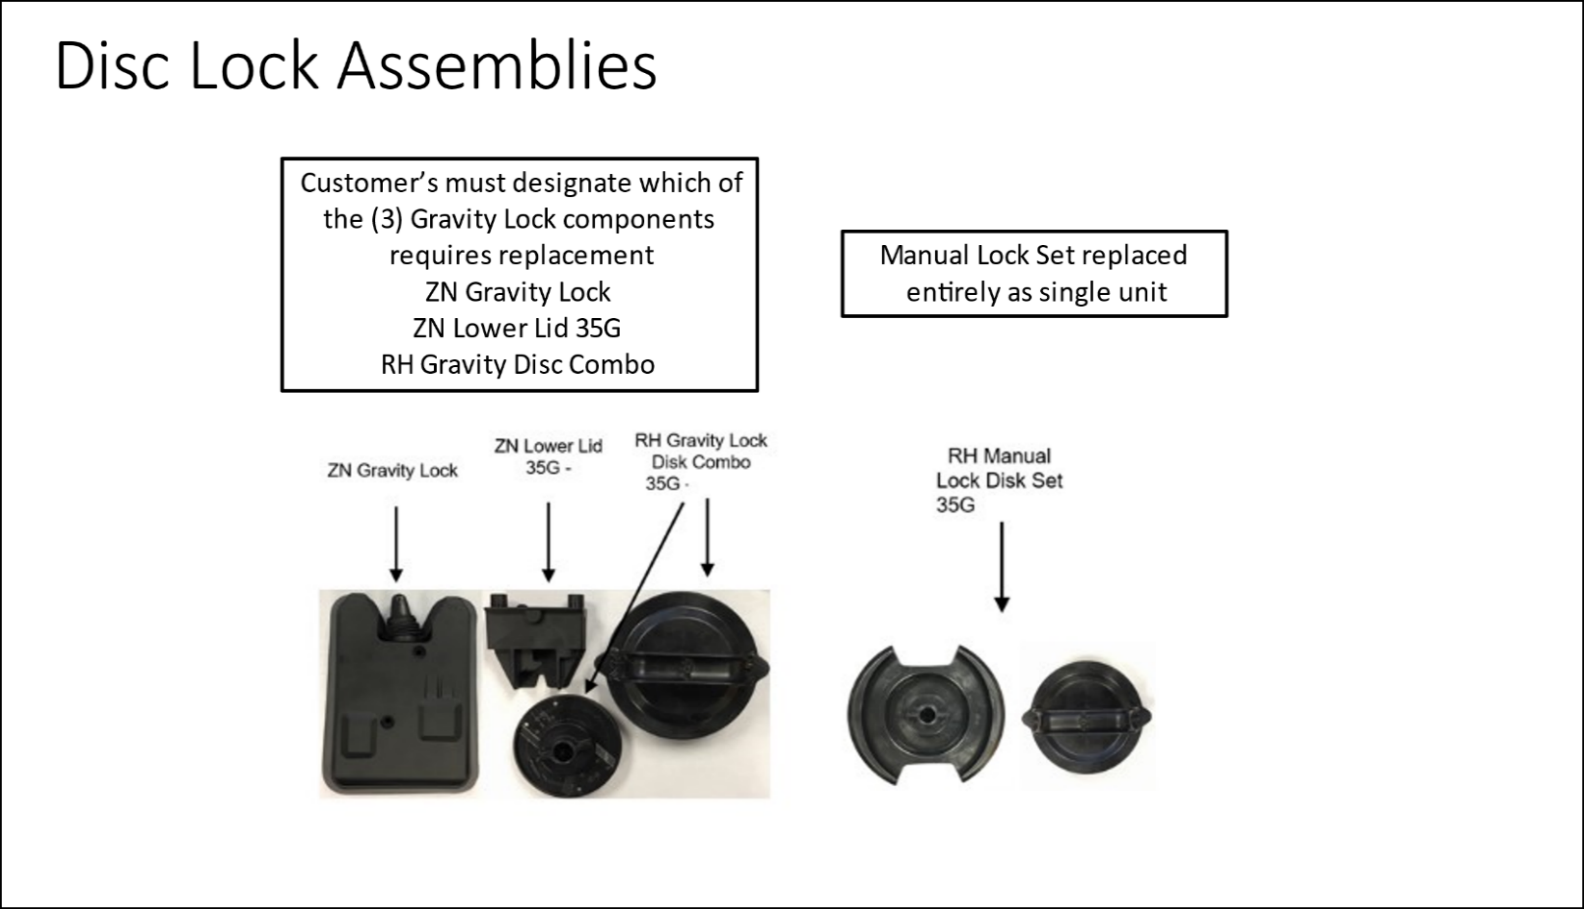 Disc Lock Assemblies
Customer’s must designate which of
the (3) Gravity Lock components
requires replacement
ZN Gravity Lock
ZN Lower Lid 35G
RH Gravity Disc Combo
Manual Lock Set replaced
entirely as single unit
ZN Gravity Lock
ZN Lower Lid
35G -
RH Gravity Lock
Disk Combo
35G -
RH Manual
Lock Disk Set
35G